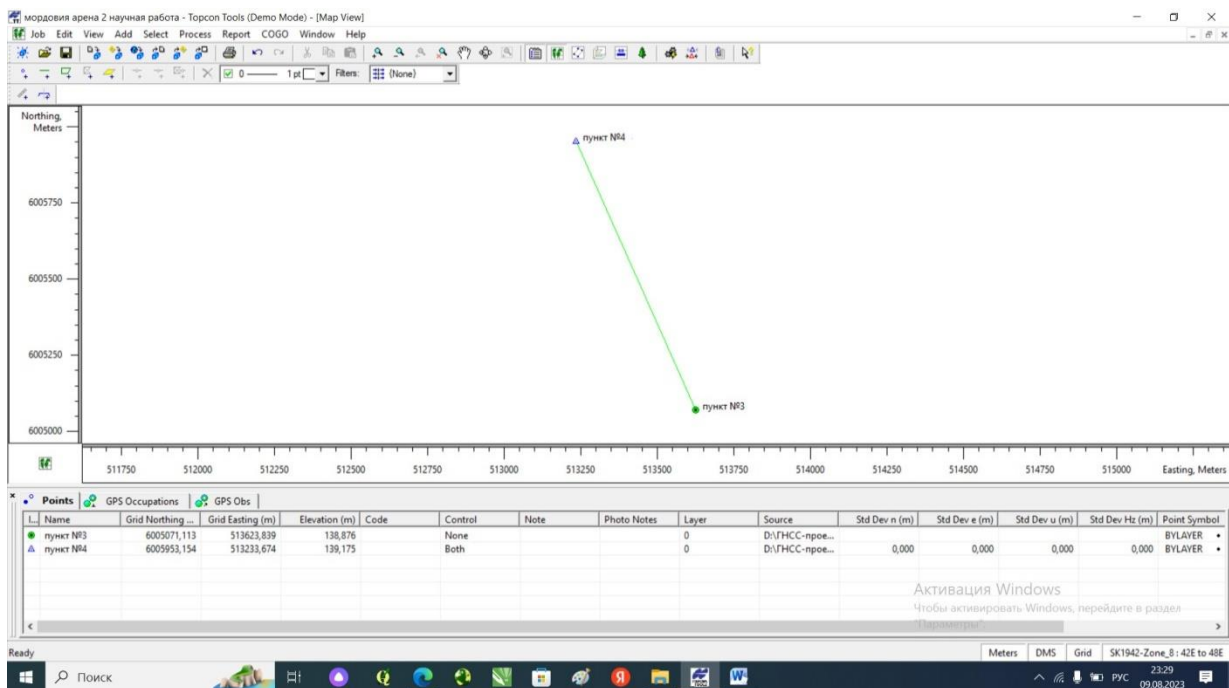 мордовия арена 2 научная работа - Topcon Tools (Demo Mode) - [Map View]
Job Edit View Add Select Process Report COGO Window Help
0 1 pt Filters: (None)
Northing, Meters
пункт №4
6005750
6005500
6005250
пункт №3
6005000
511750 512000 512250 512500 512750 513000 513250 513500 513750 514000 514250 514500 514750 515000 Easting, Meters
Points GPS Occupations GPS Obs
I... Name Grid Northing ... Grid Easting (m) Elevation (m) Code Control Note Photo Notes Layer Source Std Dev n (m) Std Dev e (m) Std Dev u (m) Std Dev Hz (m) Point Symbol
пункт №3 6005071,113 513623,839 138,876 None 0 D:\ГНСС-прое... BYLAYER
пункт №4 6005953,154 513233,674 139,175 Both 0 D:\ГНСС-прое... 0,000 0,000 0,000 0,000 BYLAYER
Активация Windows
Чтобы активировать Windows, перейдите в раздел
"Параметры".
Ready Meters DMS Grid SK1942-Zone_8 : 42E to 48E
Поиск РУС 23:29
09.08.2023